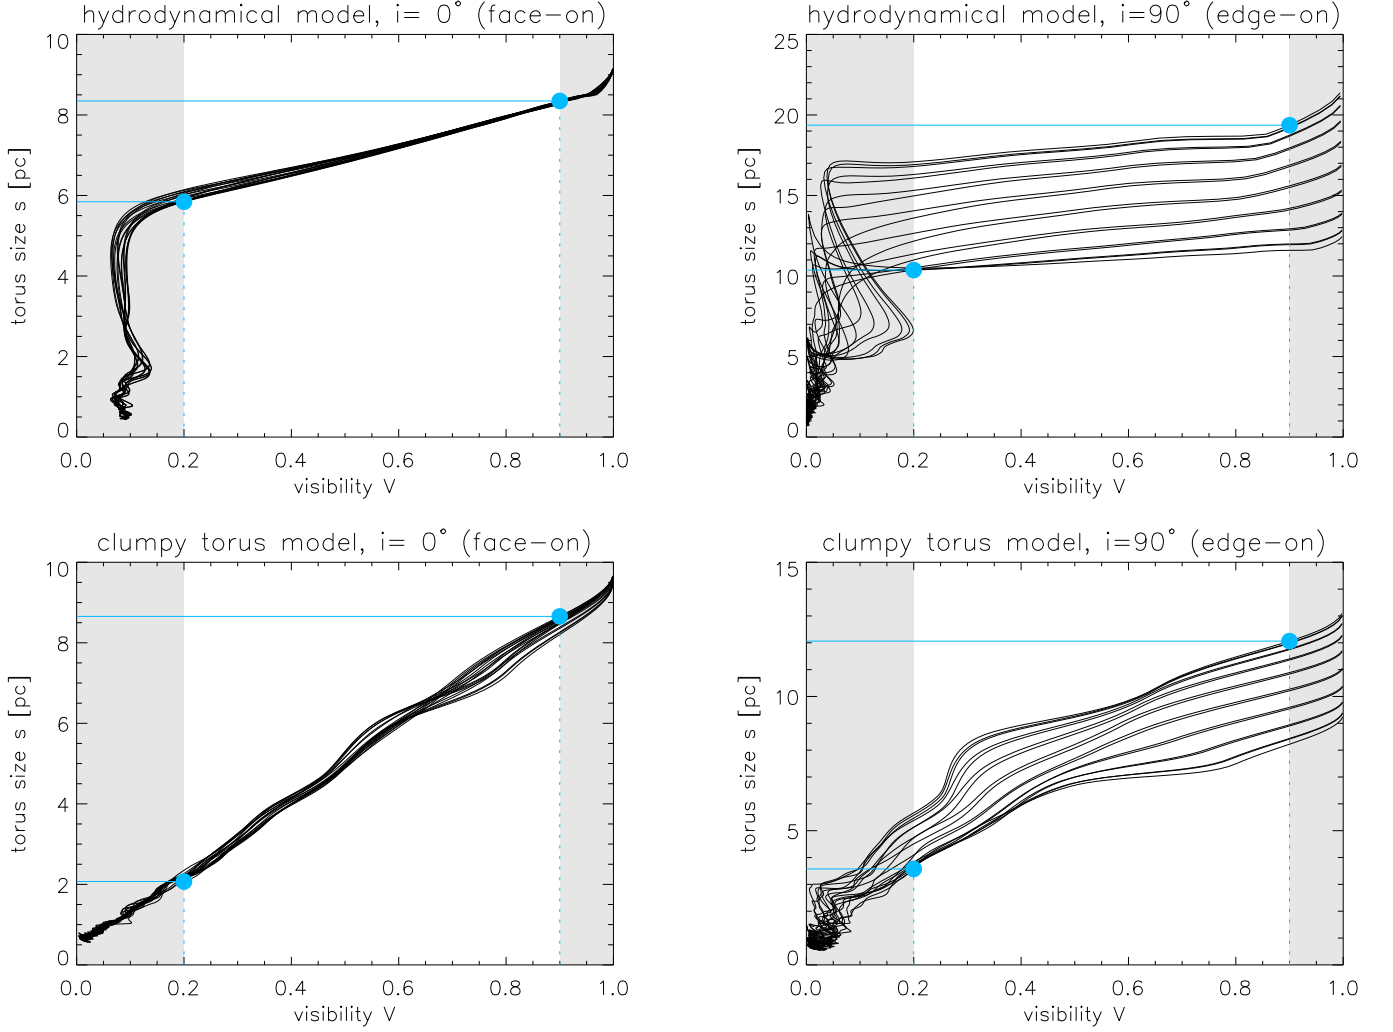 hydrodynamical model, i= 0° (face-on)
10
8
6
4
2
0
torus size s [pc]
0.0 0.2 0.4 0.6 0.8 1.0
visibility V
hydrodynamical model, i=90° (edge-on)
25
20
15
10
5
0
torus size s [pc]
0.0 0.2 0.4 0.6 0.8 1.0
visibility V
clumpy torus model, i= 0° (face-on)
10
8
6
4
2
0
torus size s [pc]
0.0 0.2 0.4 0.6 0.8 1.0
visibility V
clumpy torus model, i=90° (edge-on)
15
10
5
0
torus size s [pc]
0.0 0.2 0.4 0.6 0.8 1.0
visibility V